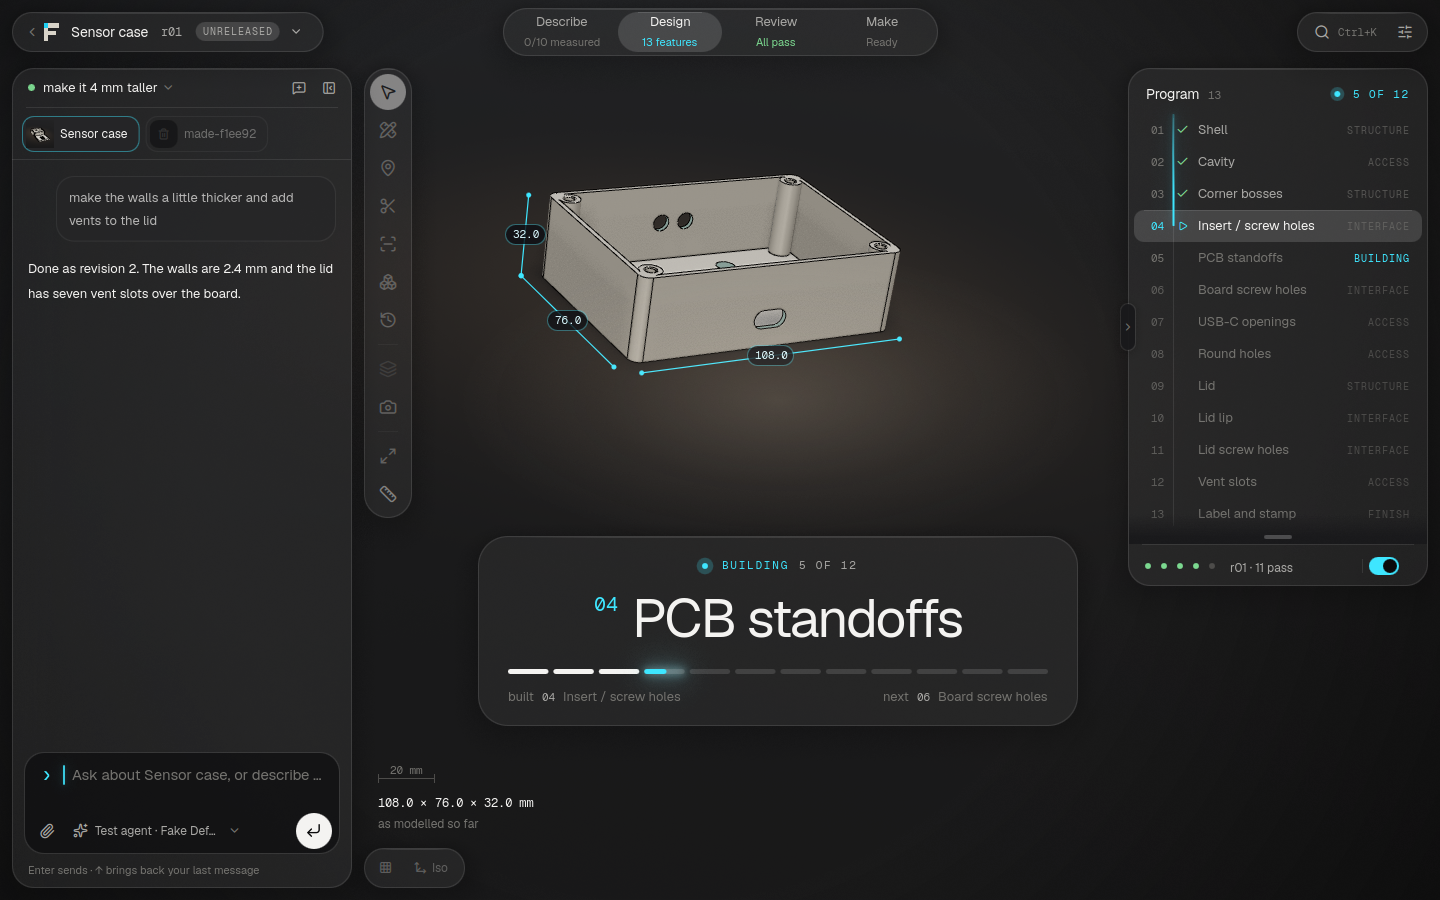 Sensor case r01 UNRELEASED
Describe
0/10 measured
Design
13 features
Review
All pass
Make
Ready
Ctrl+K
make it 4 mm taller
Sensor case
made-f1ee92
make the walls a little thicker and add
vents to the lid
Done as revision 2. The walls are 2.4 mm and the lid
has seven vent slots over the board.
Ask about Sensor case, or describe …
Test agent · Fake Def…
Enter sends · ↑ brings back your last message
32.0
76.0
108.0
BUILDING 5 OF 12
04 PCB standoffs
built 04 Insert / screw holes
next 06 Board screw holes
20 mm
108.0 × 76.0 × 32.0 mm
as modelled so far
Iso
Program 13
5 OF 12
01 Shell STRUCTURE
02 Cavity ACCESS
03 Corner bosses STRUCTURE
04 Insert / screw holes INTERFACE
05 PCB standoffs BUILDING
06 Board screw holes INTERFACE
07 USB-C openings ACCESS
08 Round holes ACCESS
09 Lid STRUCTURE
10 Lid lip INTERFACE
11 Lid screw holes INTERFACE
12 Vent slots ACCESS
13 Label and stamp FINISH
r01 · 11 pass